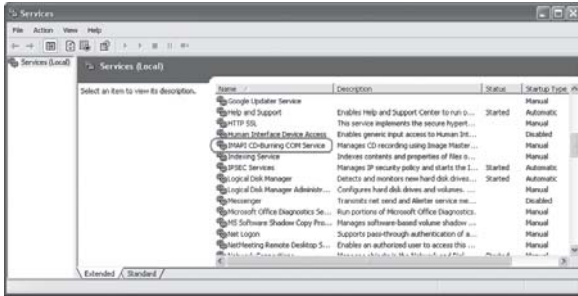 Services
File Action View Help
Services (Local)
Services (Local)
Select an item to view its description.
Name / Description Status Startup Type
Google Updater Service Manual
Help and Support Enables Help and Support Center to run o... Started Automatic
HTTP SSL This service implements the secure hypert... Manual
Human Interface Device Access Enables generic input access to Human Int... Disabled
IMAPI CD-Burning COM Service Manages CD recording using Image Master... Manual
Indexing Service Indexes contents and properties of files o... Manual
IPSEC Services Manages IP security policy and starts the I... Started Automatic
Logical Disk Manager Detects and monitors new hard disk drives... Started Automatic
Logical Disk Manager Administr... Configures hard disk drives and volumes. ... Manual
Messenger Transmits net send and Alerter service me... Disabled
Microsoft Office Diagnostics Se... Run portions of Microsoft Office Diagnostics. Manual
MS Software Shadow Copy Pro... Manages software-based volume shadow ... Manual
Net Logon Supports pass-through authentication of a... Manual
NetMeeting Remote Desktop S... Enables an authorized user to access this ... Manual
Extended Standard